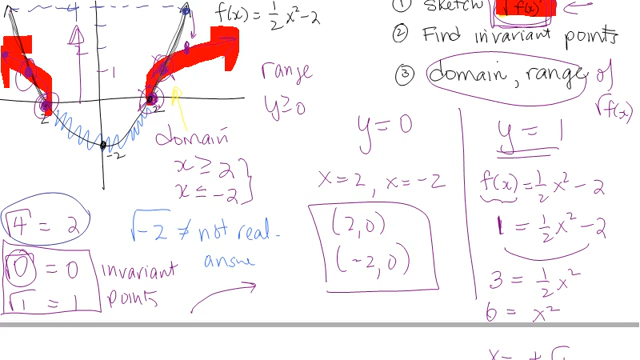 f(x) = 1/2 x² - 2
① Sketch √f(x)
② Find invariant points
③ domain, range of √f(x)
1
2
2
-2
range
y ≥ 0
domain
x ≥ 2
x ≤ -2
√4 = 2
√0 = 0
√1 = 1
invariant
points
√-2 ≠ not real
answe
y = 0
x = 2, x = -2
(2, 0)
(-2, 0)
y = 1
f(x) = 1/2 x² - 2
1 = 1/2 x² - 2
3 = 1/2 x²
6 = x²